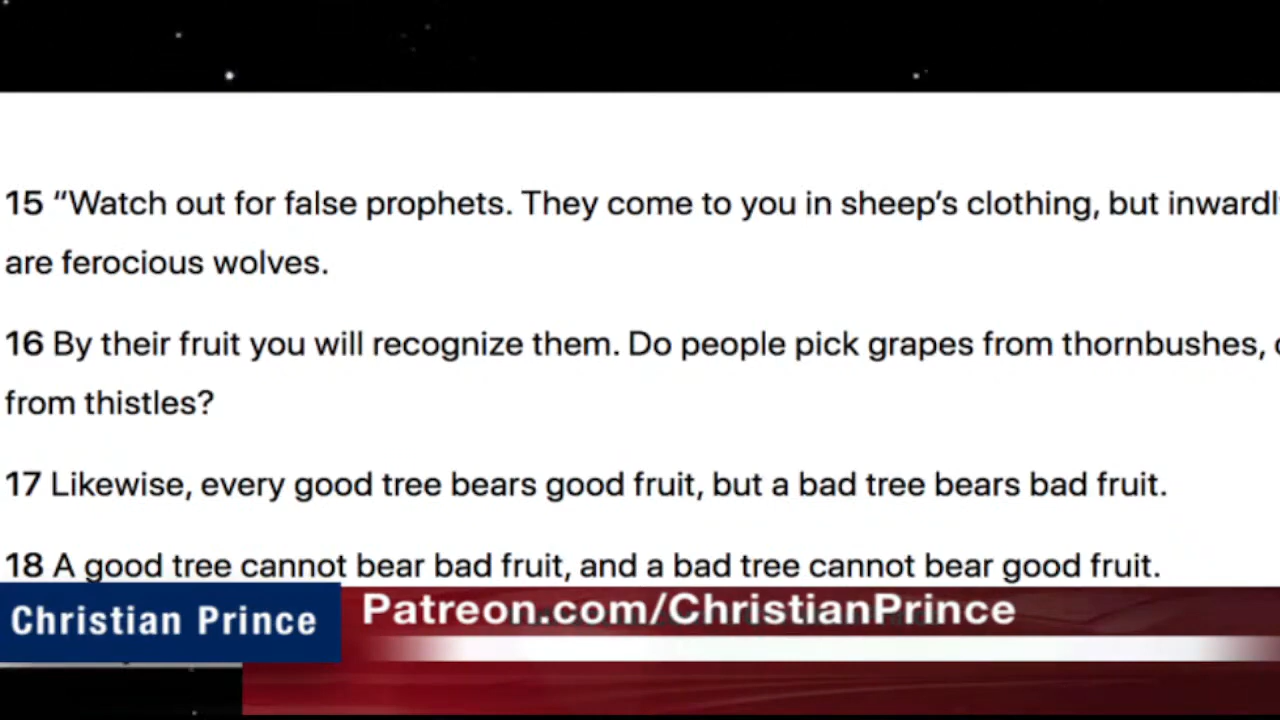 15 “Watch out for false prophets. They come to you in sheep’s clothing, but inwardl
are ferocious wolves.
16 By their fruit you will recognize them. Do people pick grapes from thornbushes,
from thistles?
17 Likewise, every good tree bears good fruit, but a bad tree bears bad fruit.
18 A good tree cannot bear bad fruit, and a bad tree cannot bear good fruit.
Patreon.com/ChristianPrince
Christian Prince